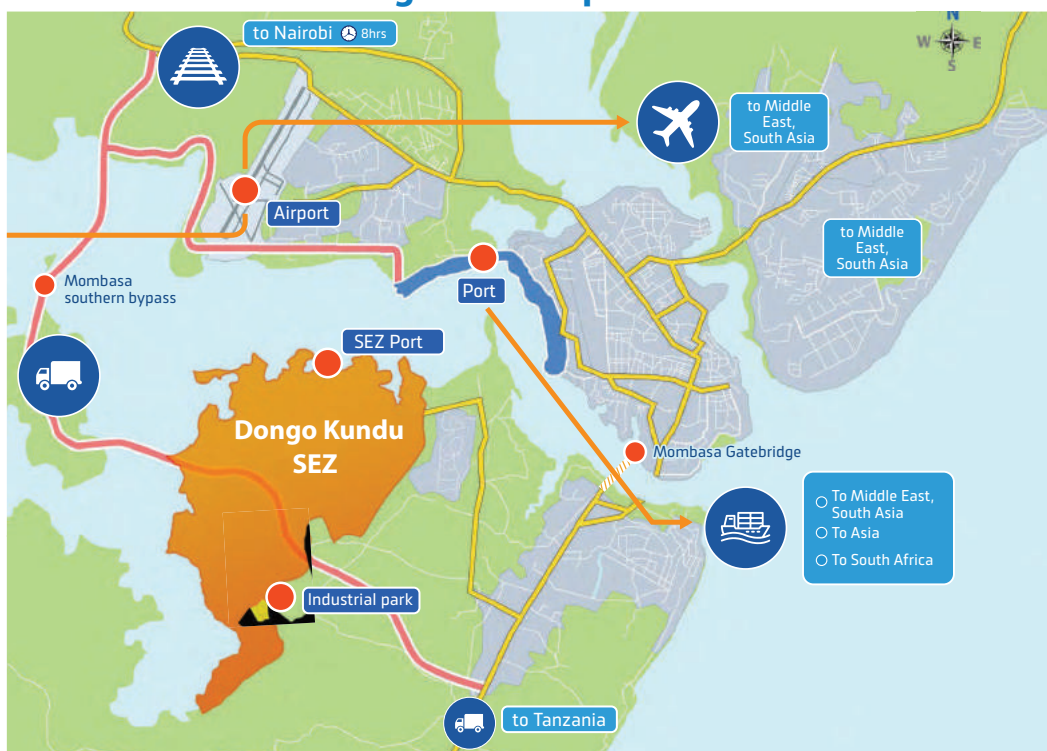 to Nairobi 8hrs
N
W E
S
to Middle
East,
South Asia
Airport
to Middle
East,
South Asia
Mombasa
southern bypass
Port
SEZ Port
Dongo Kundu
SEZ
Mombasa Gatebridge
To Middle East,
South Asia
To Asia
To South Africa
Industrial park
to Tanzania